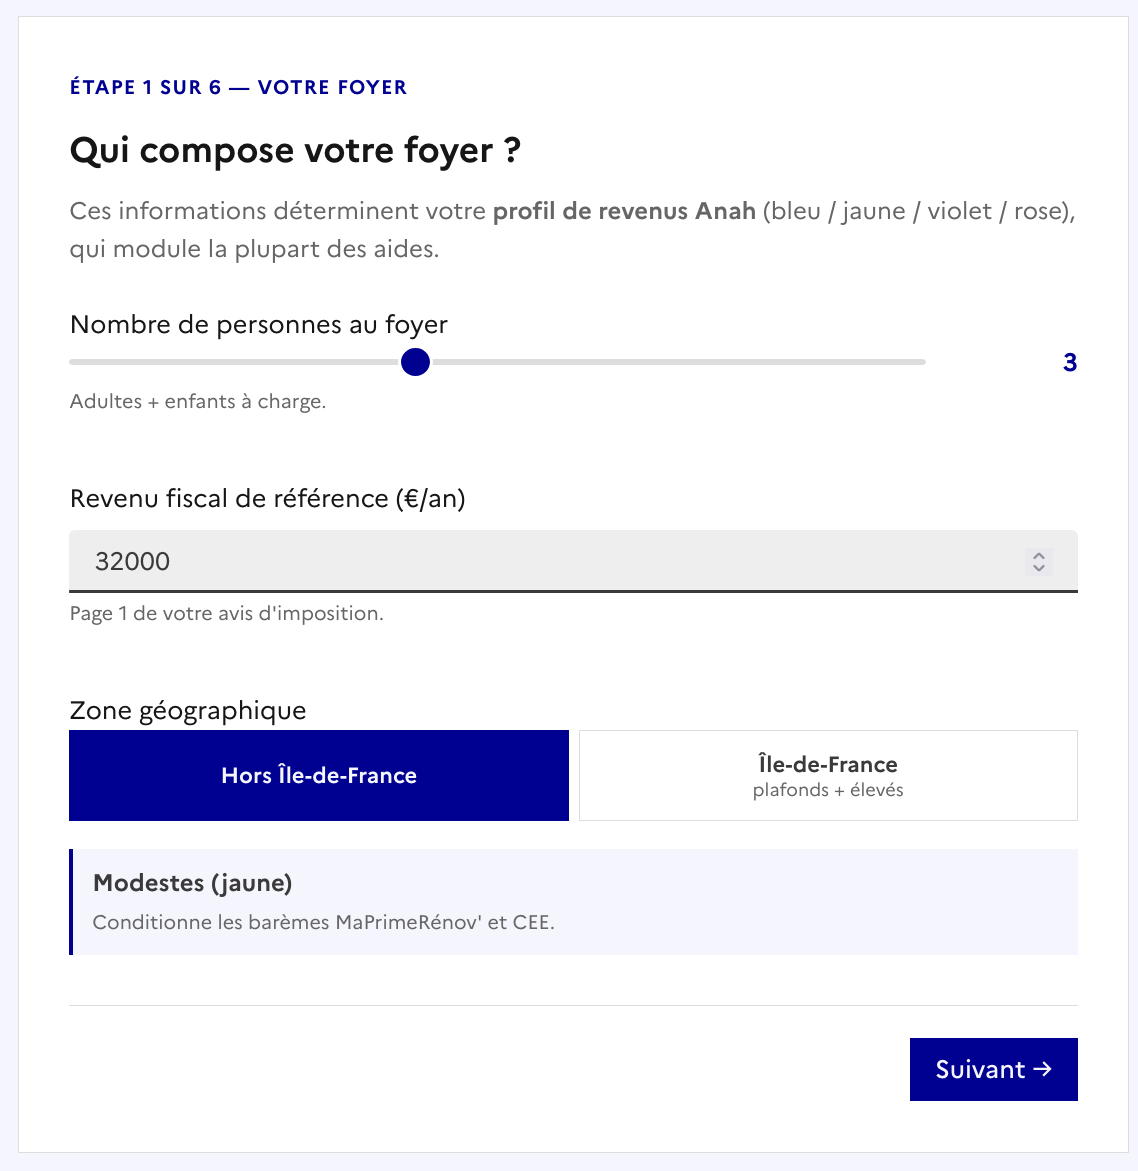 ÉTAPE 1 SUR 6 — VOTRE FOYER
Qui compose votre foyer ?
Ces informations déterminent votre profil de revenus Anah (bleu / jaune / violet / rose),
qui module la plupart des aides.
Nombre de personnes au foyer
3
Adultes + enfants à charge.
Revenu fiscal de référence (€/an)
32000
Page 1 de votre avis d'imposition.
Zone géographique
Hors Île-de-France
Île-de-France
plafonds + élevés
Modestes (jaune)
Conditionne les barèmes MaPrimeRénov' et CEE.
Suivant →